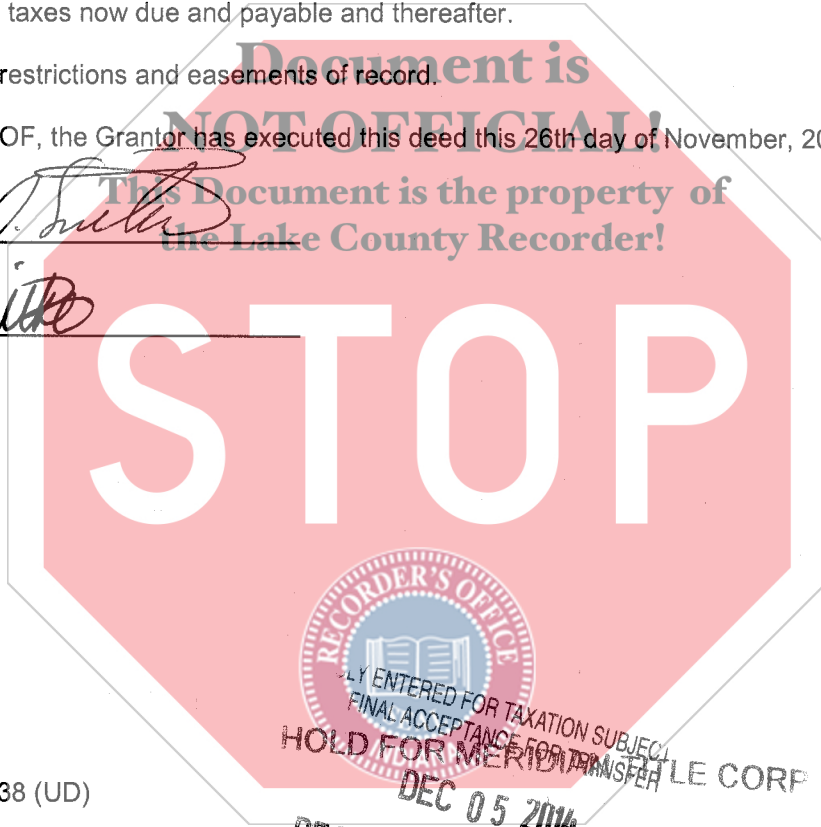 taxes now due and payable and thereafter.
Document is
restrictions and easements of record.
NOT OFFICIAL!
OF, the Grantor has executed this deed this 26th day of November, 20
This Document is the property of
the Lake County Recorder!
STOP
RECORDER'S OFFICE
LY ENTERED FOR TAXATION SUBJECT
FINAL ACCEPTANCE FOR TRANSFER
HOLD FOR MERIDIAN TITLE CORP
INDIANA
38 (UD)
DEC 05 2014